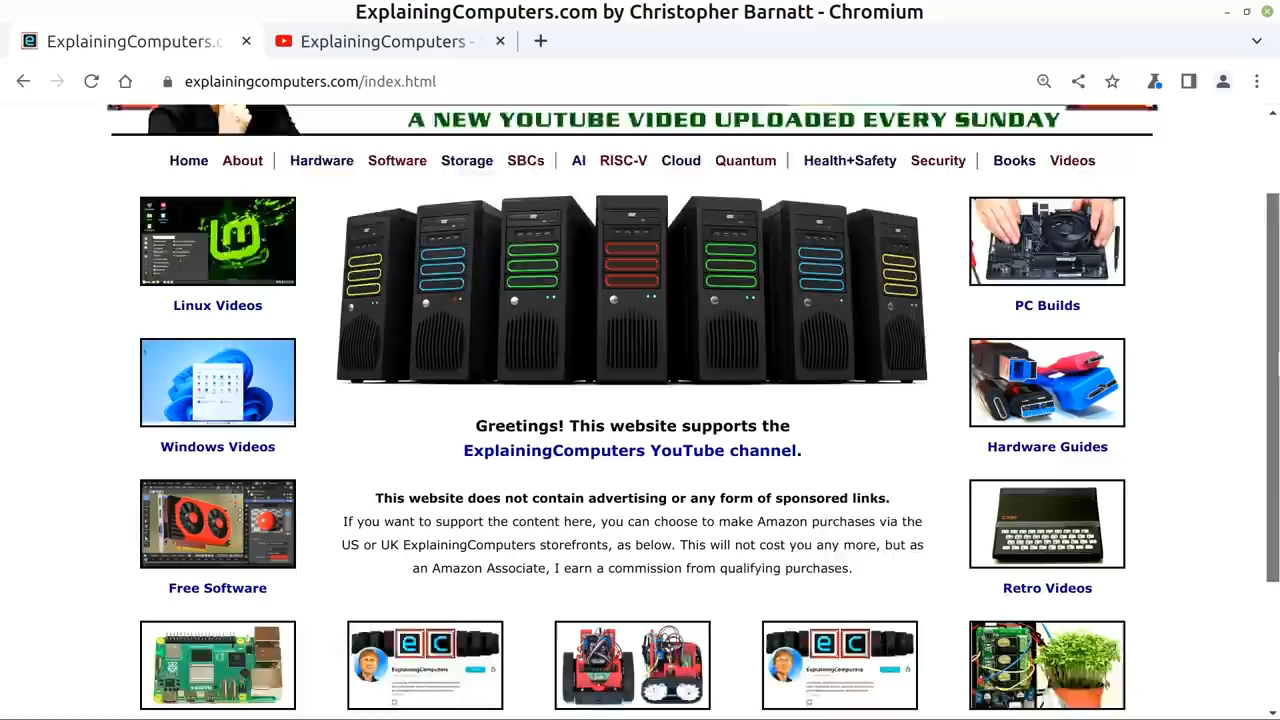 ExplainingComputers.com by Christopher Barnatt - Chromium
ExplainingComputers.c
ExplainingComputers -
explainingcomputers.com/index.html
A NEW YOUTUBE VIDEO UPLOADED EVERY SUNDAY
Home About | Hardware Software Storage SBCs | AI RISC-V Cloud Quantum | Health+Safety Security | Books Videos
Linux Videos
PC Builds
Windows Videos
Hardware Guides
Greetings! This website supports the
ExplainingComputers YouTube channel.
This website does not contain advertising or any form of sponsored links.
If you want to support the content here, you can choose to make Amazon purchases via the
US or UK ExplainingComputers storefronts, as below. This will not cost you any more, but as
an Amazon Associate, I earn a commission from qualifying purchases.
Free Software
Retro Videos
ec
ExplainingComputers
ec
ExplainingComputers